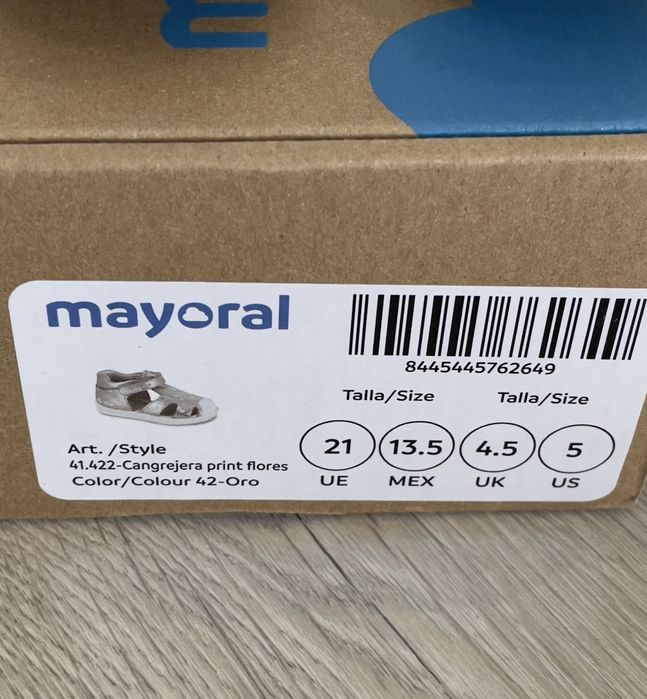 m
mayoral
8445445762649
Talla/Size Talla/Size
21 13.5 4.5 5
UE MEX UK US
Art. /Style
41.422-Cangrejera print flores
Color/Colour 42-Oro